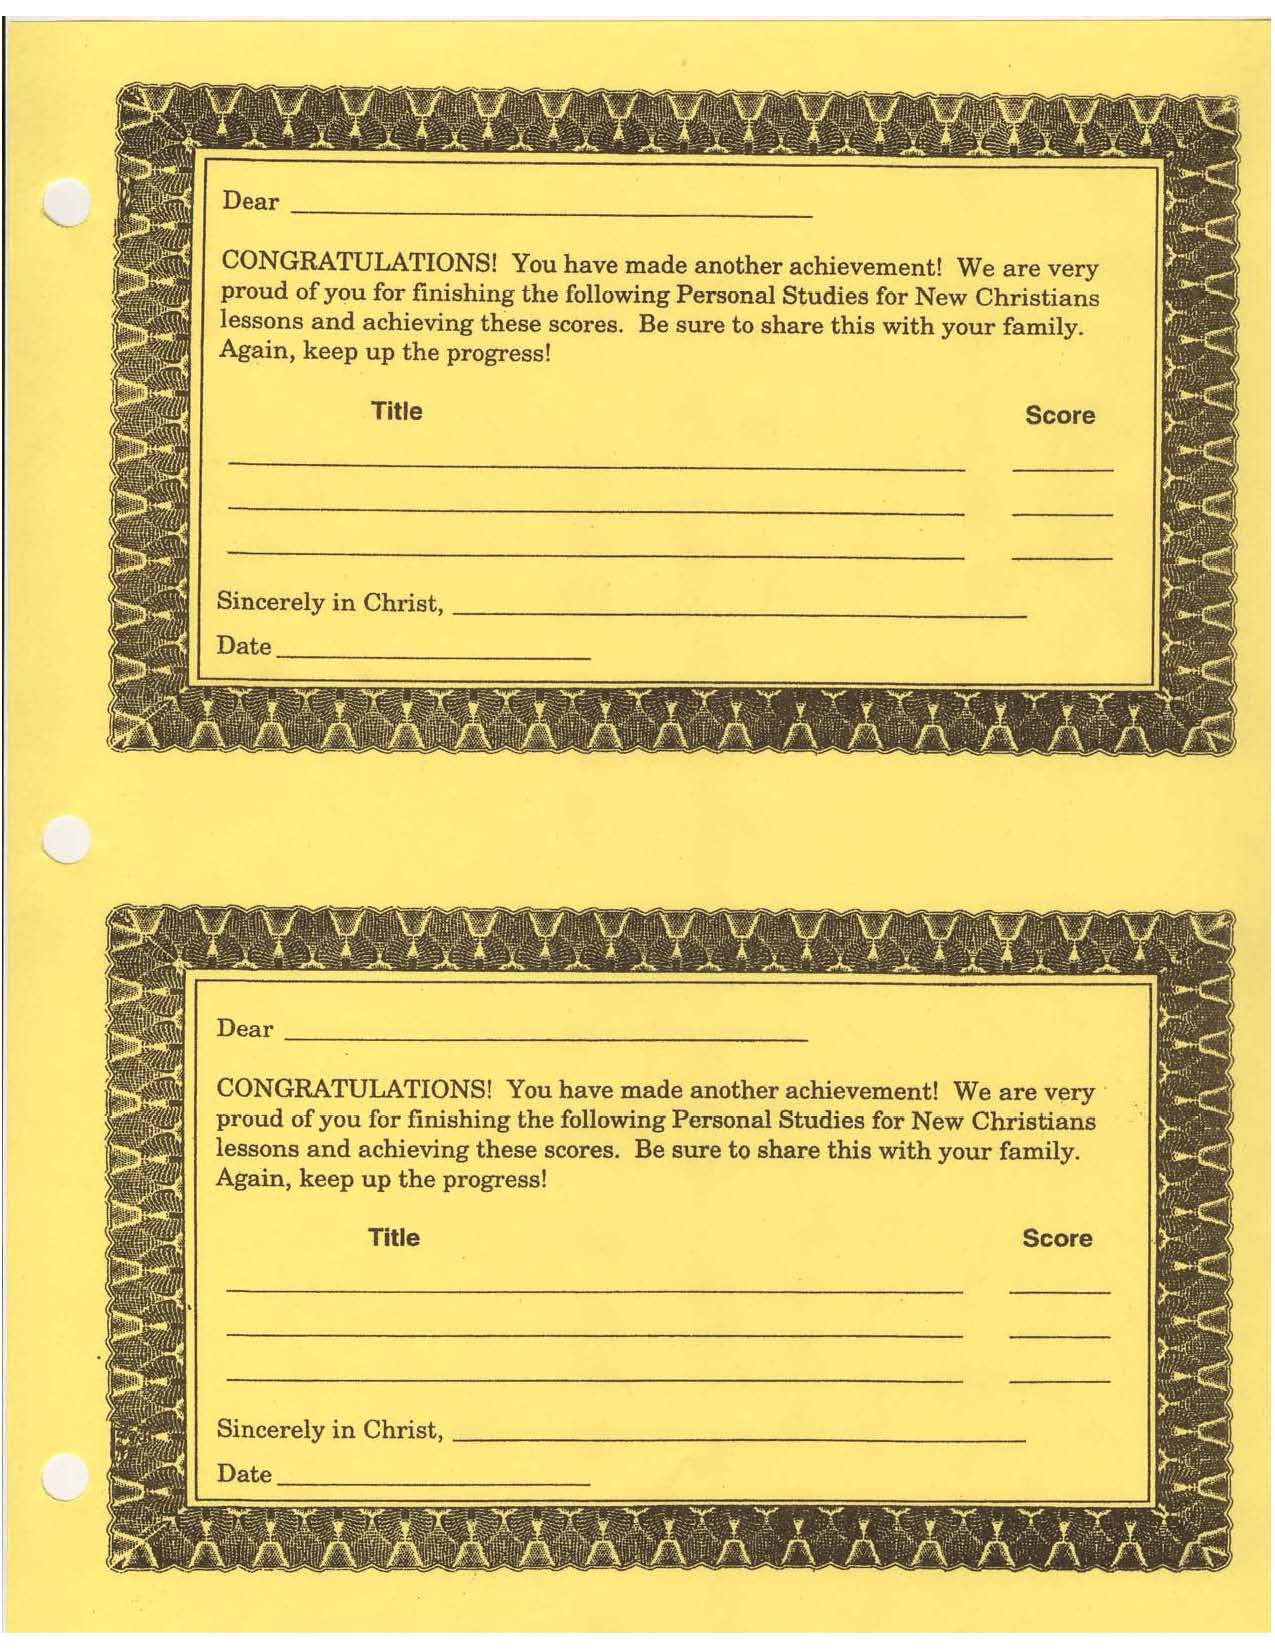 Dear
CONGRATULATIONS! You have made another achievement! We are very
proud of you for finishing the following Personal Studies for New Christians
lessons and achieving these scores. Be sure to share this with your family.
Again, keep up the progress!
Title Score
Sincerely in Christ,
Date
Dear
CONGRATULATIONS! You have made another achievement! We are very
proud of you for finishing the following Personal Studies for New Christians
lessons and achieving these scores. Be sure to share this with your family.
Again, keep up the progress!
Title Score
Sincerely in Christ,
Date